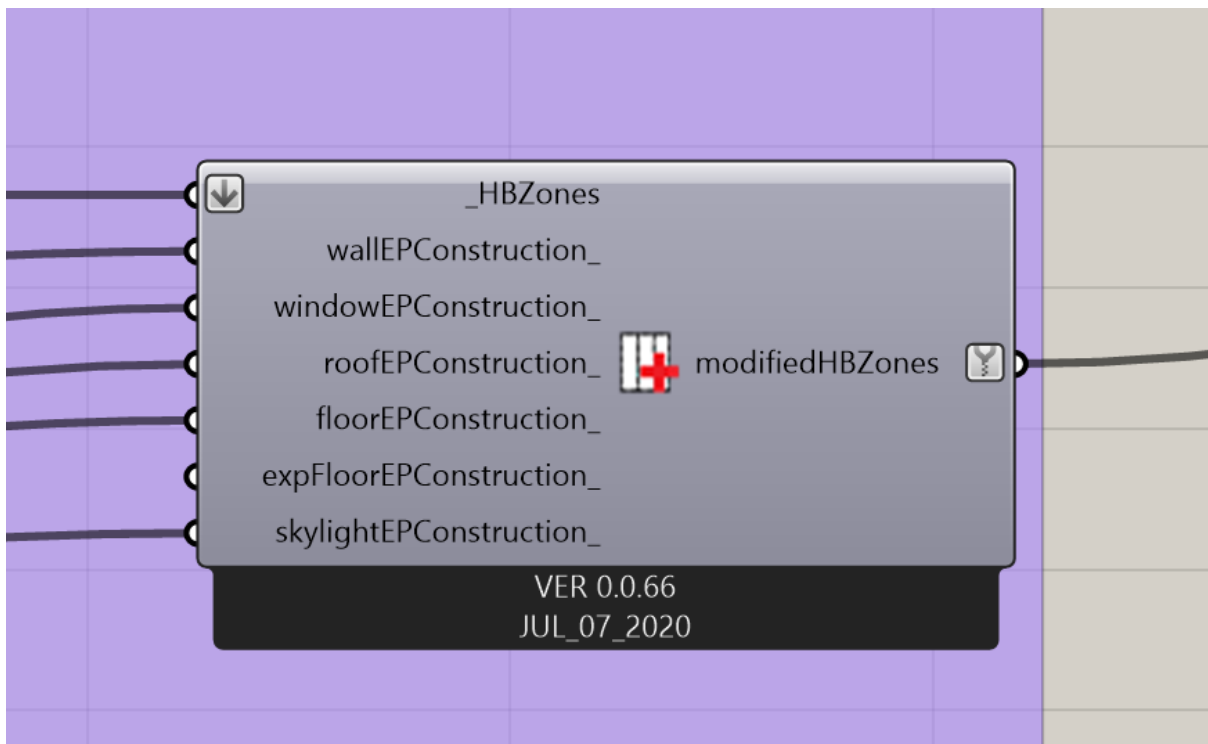 _HBZones
wallEPConstruction_
windowEPConstruction_
roofEPConstruction_
modifiedHBZones
floorEPConstruction_
expFloorEPConstruction_
skylightEPConstruction_
VER 0.0.66
JUL_07_2020